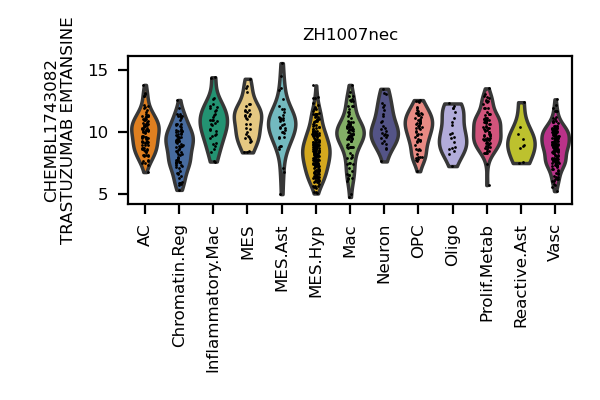 ZH1007nec
CHEMBL1743082
TRASTUZUMAB EMTANSINE
15
10
5
AC
Chromatin.Reg
Inflammatory.Mac
MES
MES.Ast
MES.Hyp
Mac
Neuron
OPC
Oligo
Prolif.Metab
Reactive.Ast
Vasc